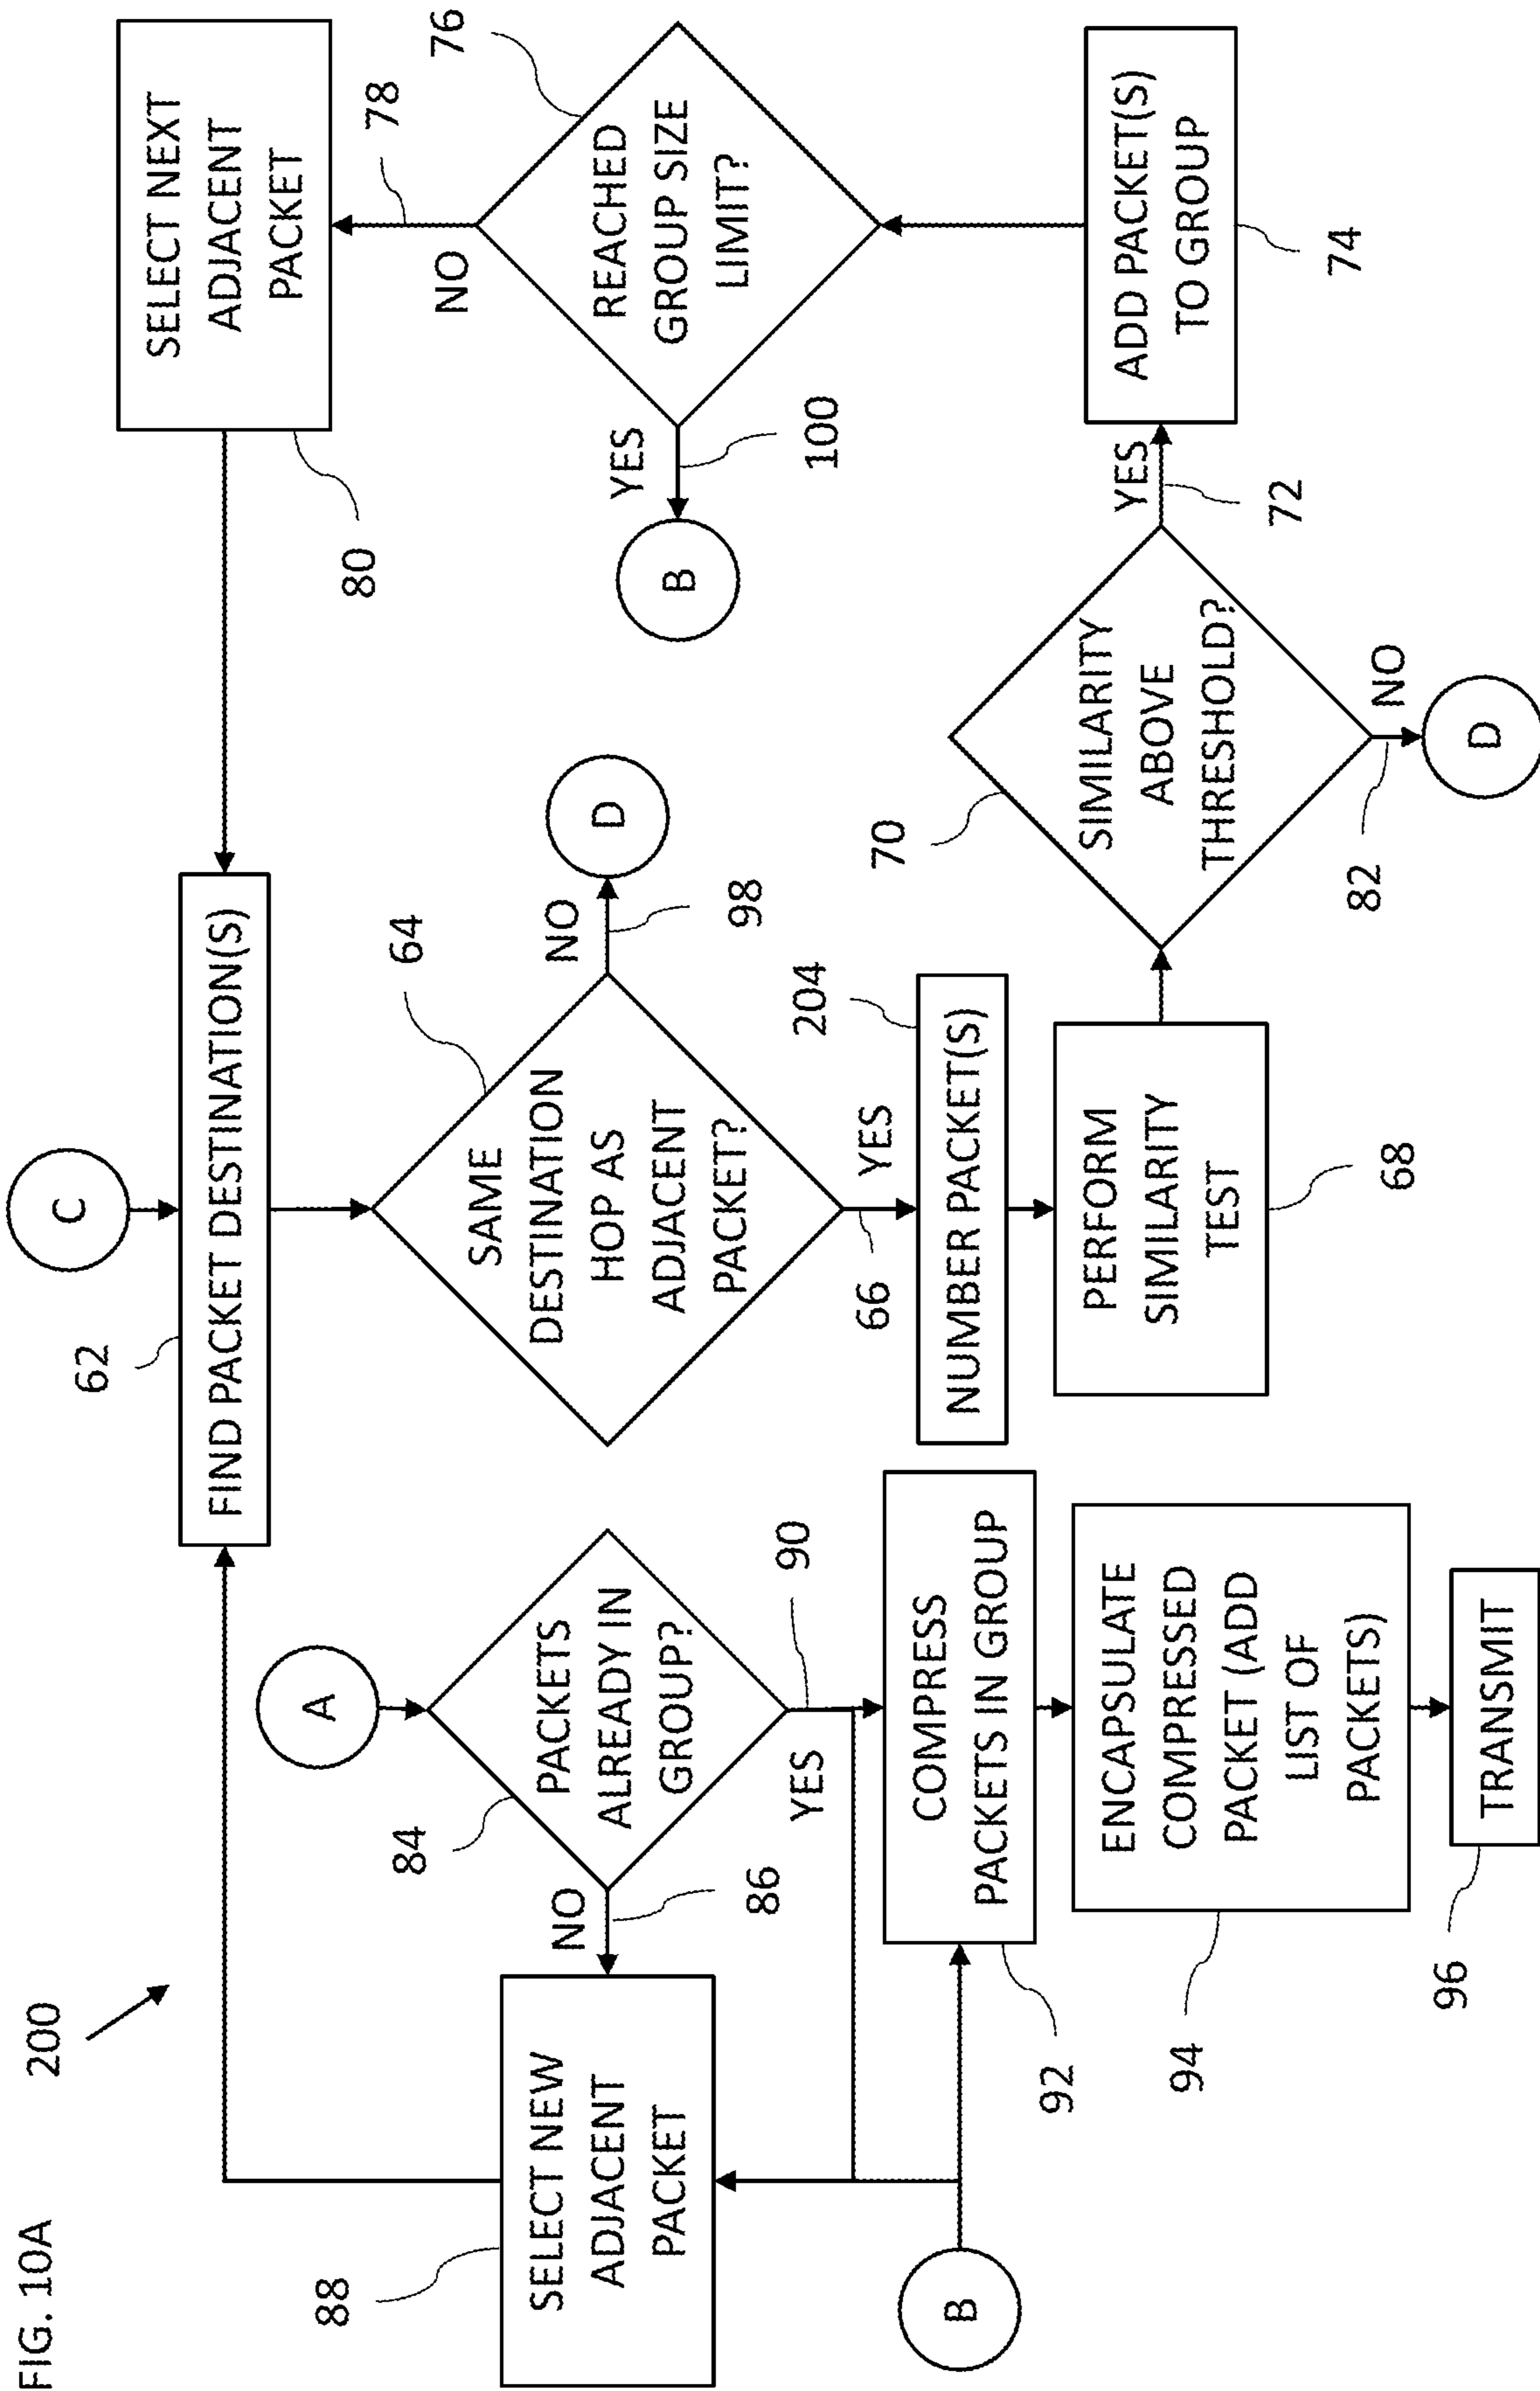 FIG. 10A
200
C
62
FIND PACKET DESTINATION(S)
SELECT NEXT
ADJACENT
PACKET
80
78
NO
76
REACHED
GROUP SIZE
LIMIT?
YES
100
B
A
84
PACKETS
ALREADY IN
GROUP?
NO
86
YES
90
88
SELECT NEW
ADJACENT
PACKET
B
64
SAME
DESTINATION
HOP AS
ADJACENT
PACKET?
NO
98
D
YES
66
204
NUMBER PACKET(S)
PERFORM
SIMILARITY
TEST
68
70
SIMILARITY
ABOVE
THRESHOLD?
YES
72
NO
82
D
ADD PACKET(S)
TO GROUP
74
COMPRESS
PACKETS IN GROUP
92
ENCAPSULATE
COMPRESSED
PACKET (ADD
LIST OF
PACKETS)
94
TRANSMIT
96